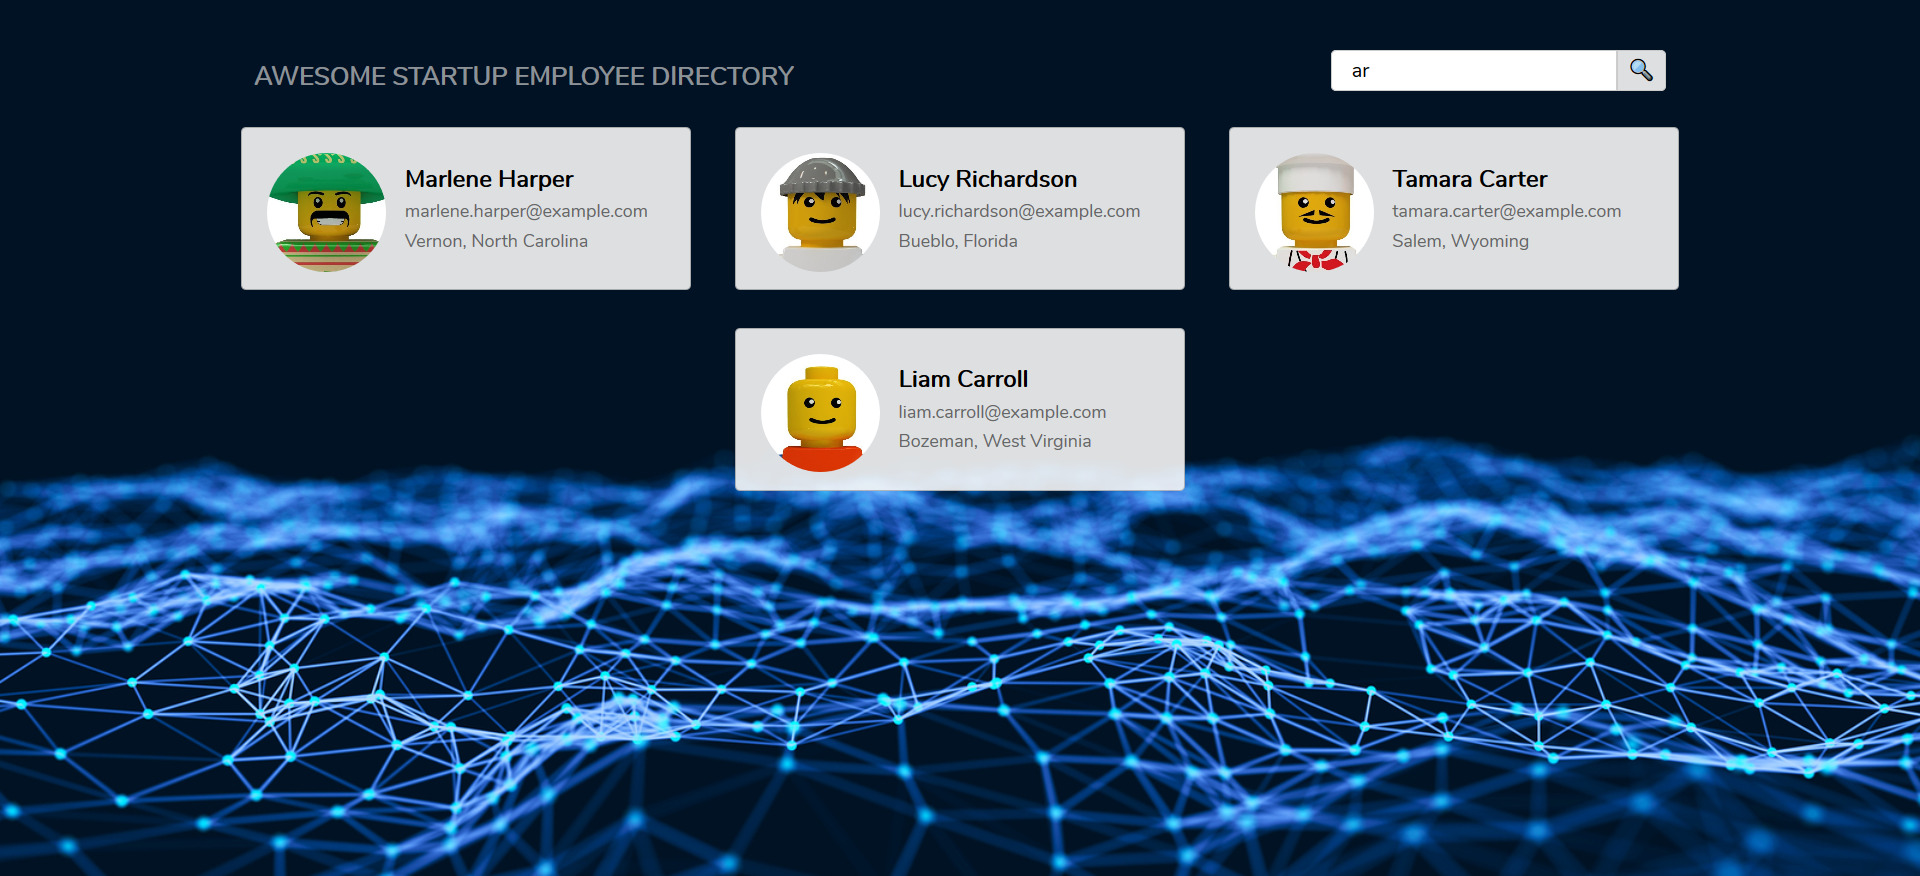 AWESOME STARTUP EMPLOYEE DIRECTORY
ar
Marlene Harper
marlene.harper@example.com
Vernon, North Carolina
Lucy Richardson
lucy.richardson@example.com
Bueblo, Florida
Tamara Carter
tamara.carter@example.com
Salem, Wyoming
Liam Carroll
liam.carroll@example.com
Bozeman, West Virginia